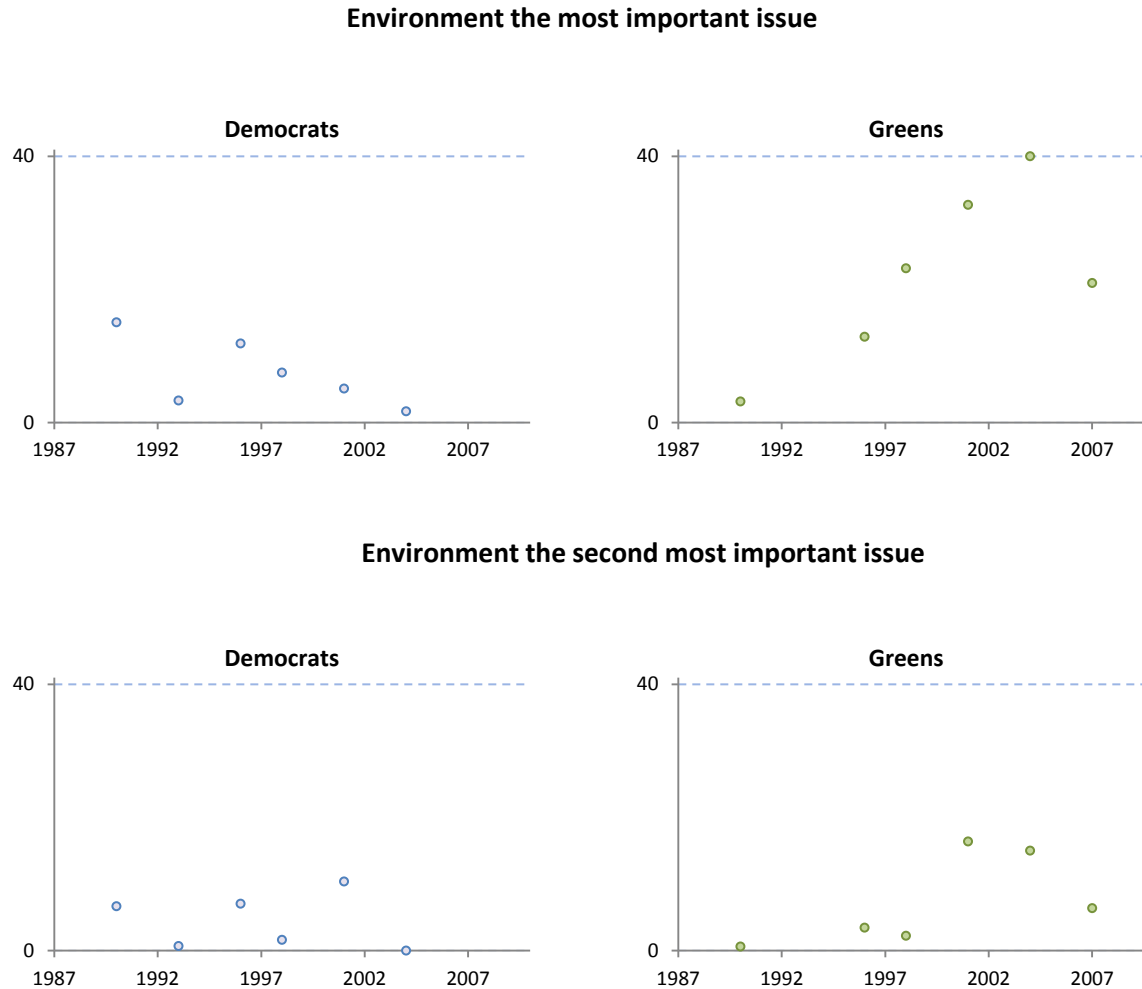 Environment the most important issue
Democrats
Greens
40
40
0
0
1987 1992 1997 2002 2007
1987 1992 1997 2002 2007
Environment the second most important issue
Democrats
Greens
40
40
0
0
1987 1992 1997 2002 2007
1987 1992 1997 2002 2007